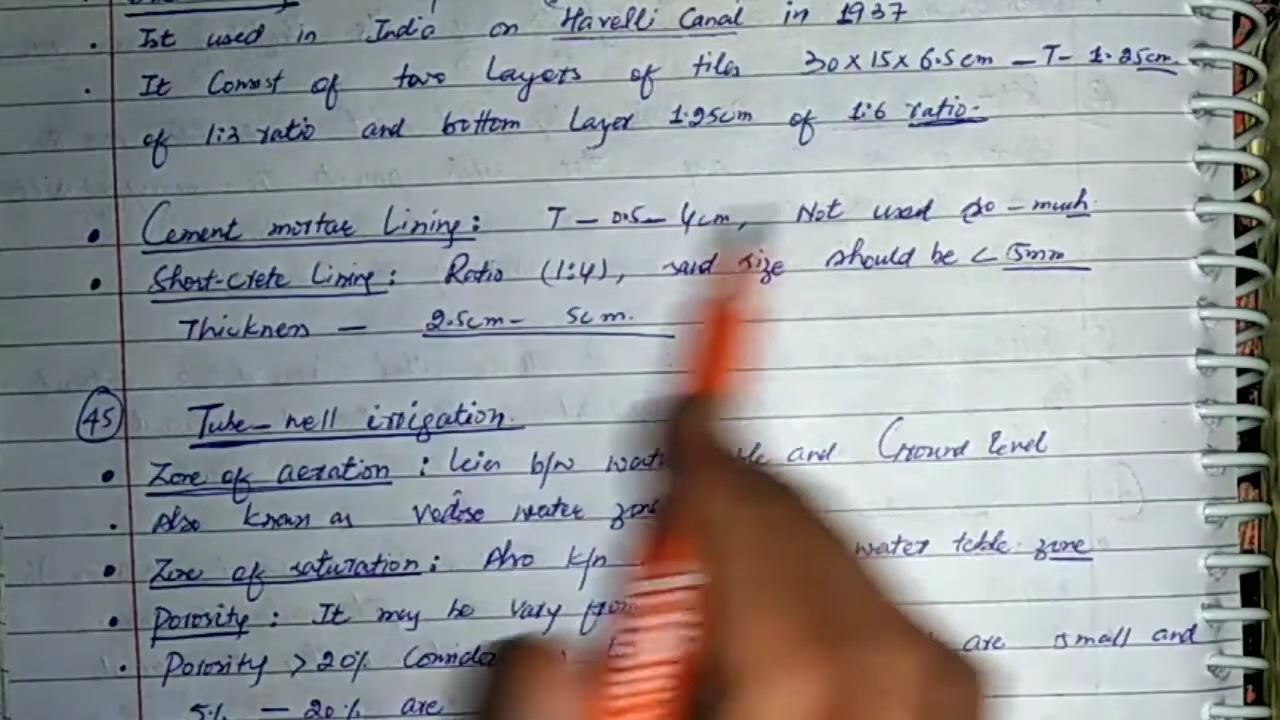 • Ist used in India on Havelli Canal in 1937
• It Consist of two layers of tiles 30 x 15 x 6.5 cm - T- 1.25cm
of 1:3 ratio and bottom Layer 1.25cm of 1:6 ratio.
• Cement mortar Lining: T - 0.5 - 4cm, Not used so - much.
• Short-crete Lining: Ratio (1:4), sand size should be < 5mm
Thickness - 2.5cm - 5cm.
45 Tube-well irrigation.
• Zone of aeration: leies b/w and Ground level
• Also known as Vadose water
• Zone of saturation: Also k/n water table zone
• Porosity: It may be vary
• Porosity > 20% are small and
5% - 20% are